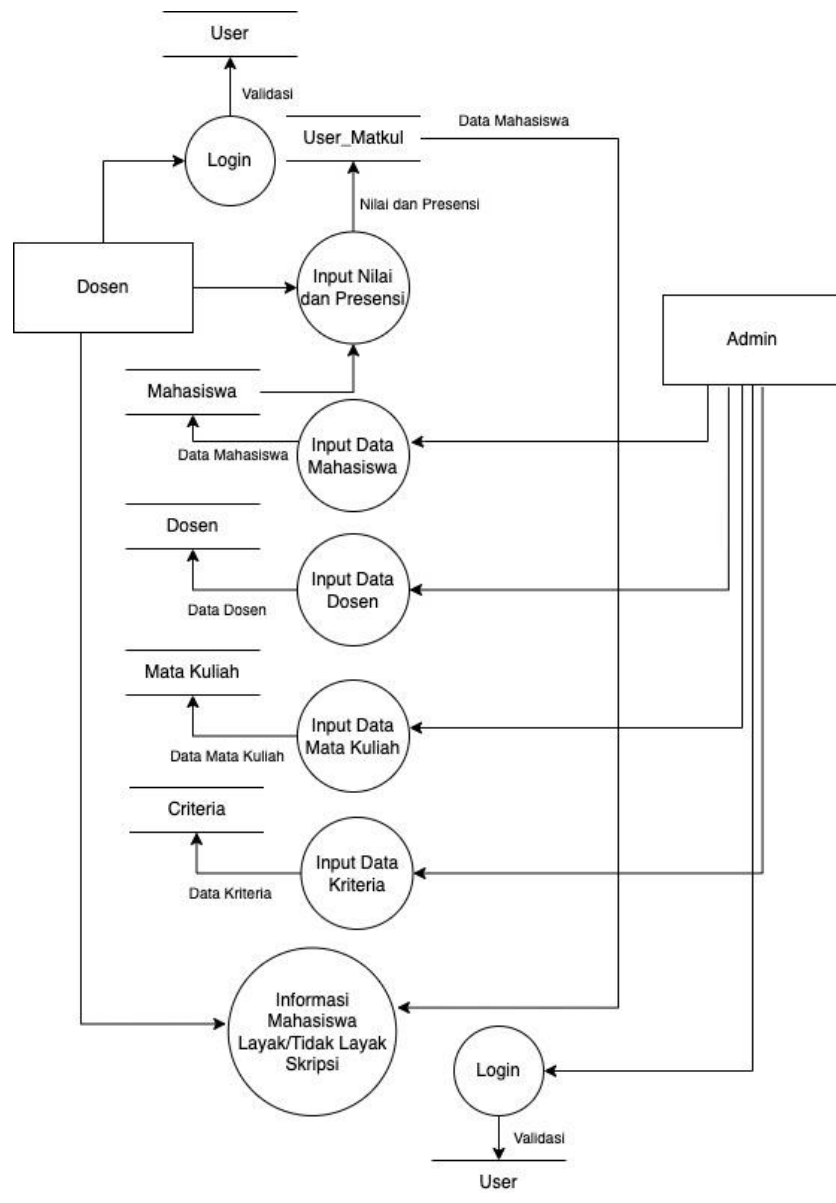 User
Validasi
Login
User_Matkul
Data Mahasiswa
Nilai dan Presensi
Dosen
Input Nilai
dan Presensi
Admin
Mahasiswa
Data Mahasiswa
Input Data
Mahasiswa
Dosen
Data Dosen
Input Data
Dosen
Mata Kuliah
Data Mata Kuliah
Input Data
Mata Kuliah
Criteria
Data Kriteria
Input Data
Kriteria
Informasi
Mahasiswa
Layak/Tidak Layak
Skripsi
Login
Validasi
User